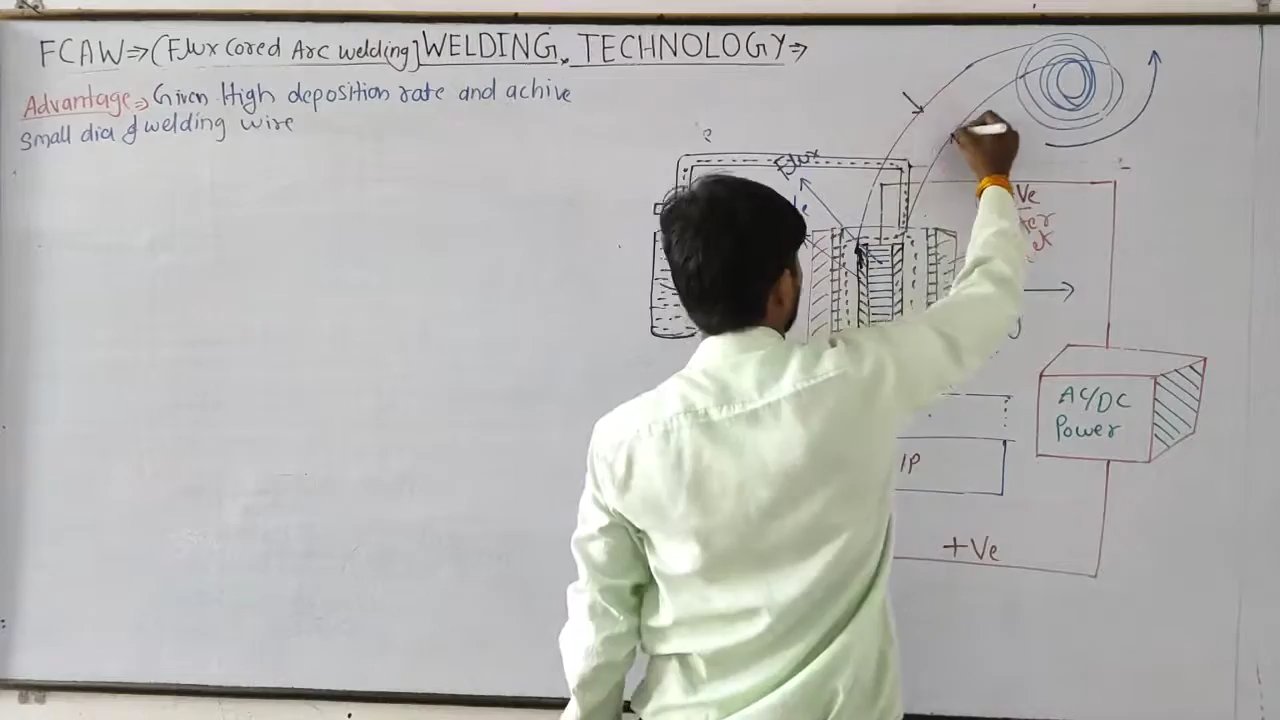 FCAW⇒(Flux Cored Arc welding] WELDING. TECHNOLOGY⇒
Advantage⇒ Given High deposition rate and achive
small dia of welding wire
Flux
AC/DC
Power
IP
+Ve